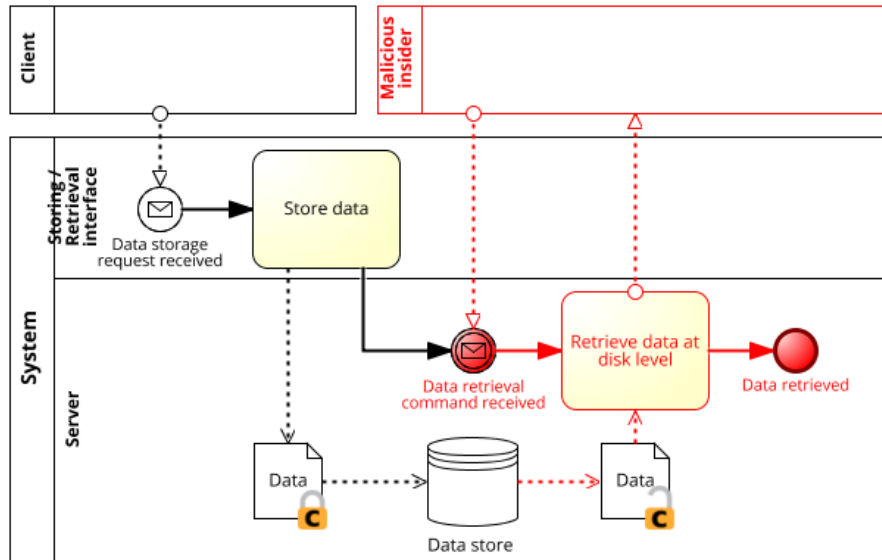 Client
Malicious
insider
System
Storing /
Retrieval
interface
Data storage
request received
Store data
Server
Data retrieval
command received
Retrieve data at
disk level
Data retrieved
Data
C
Data store
Data
C